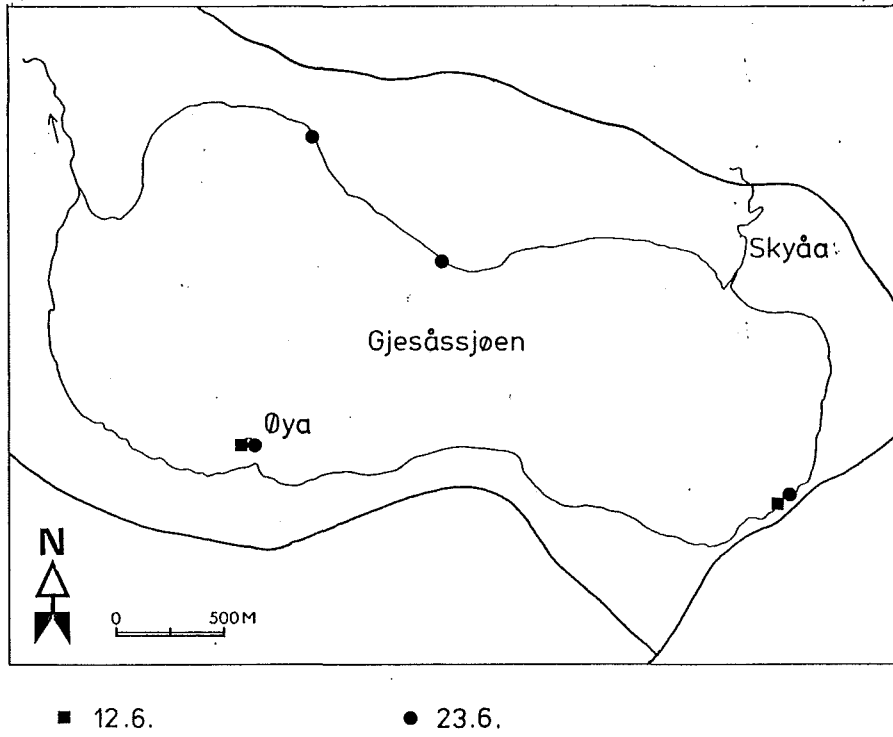 Skyåa
Gjesåssjøen
Øya
N
0 500M
■ 12.6. ● 23.6.